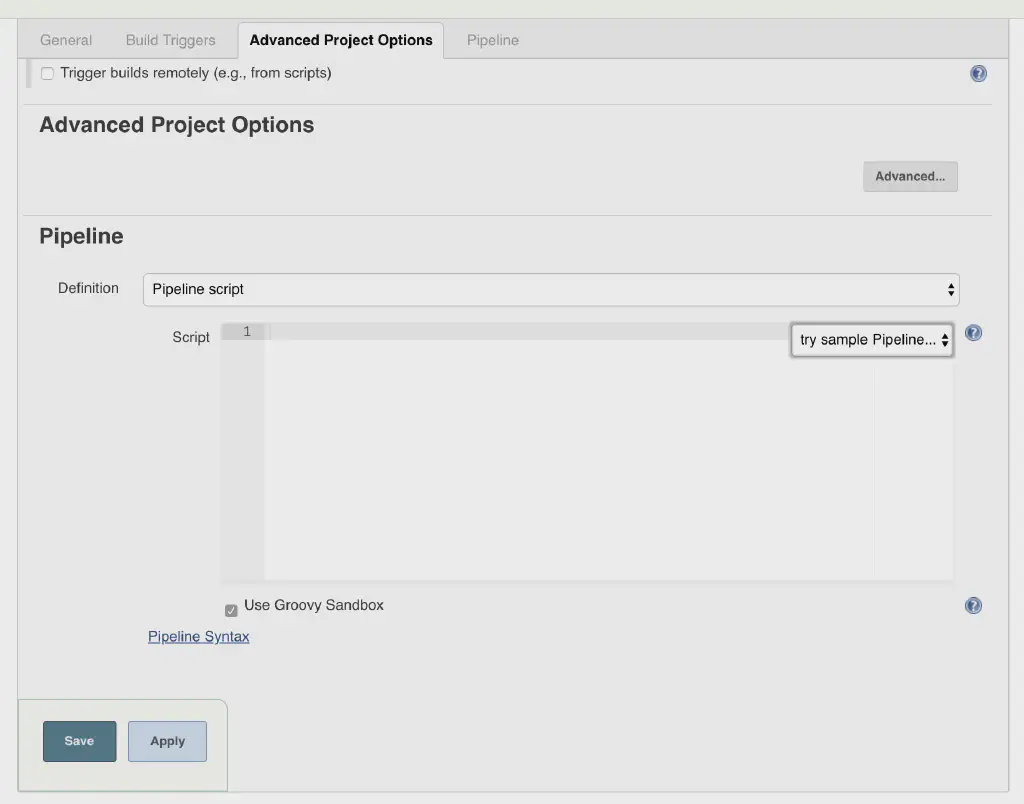 General Build Triggers Advanced Project Options Pipeline
Trigger builds remotely (e.g., from scripts)
Advanced Project Options
Advanced...
Pipeline
Definition Pipeline script
Script 1 try sample Pipeline...
Use Groovy Sandbox
Pipeline Syntax
Save Apply